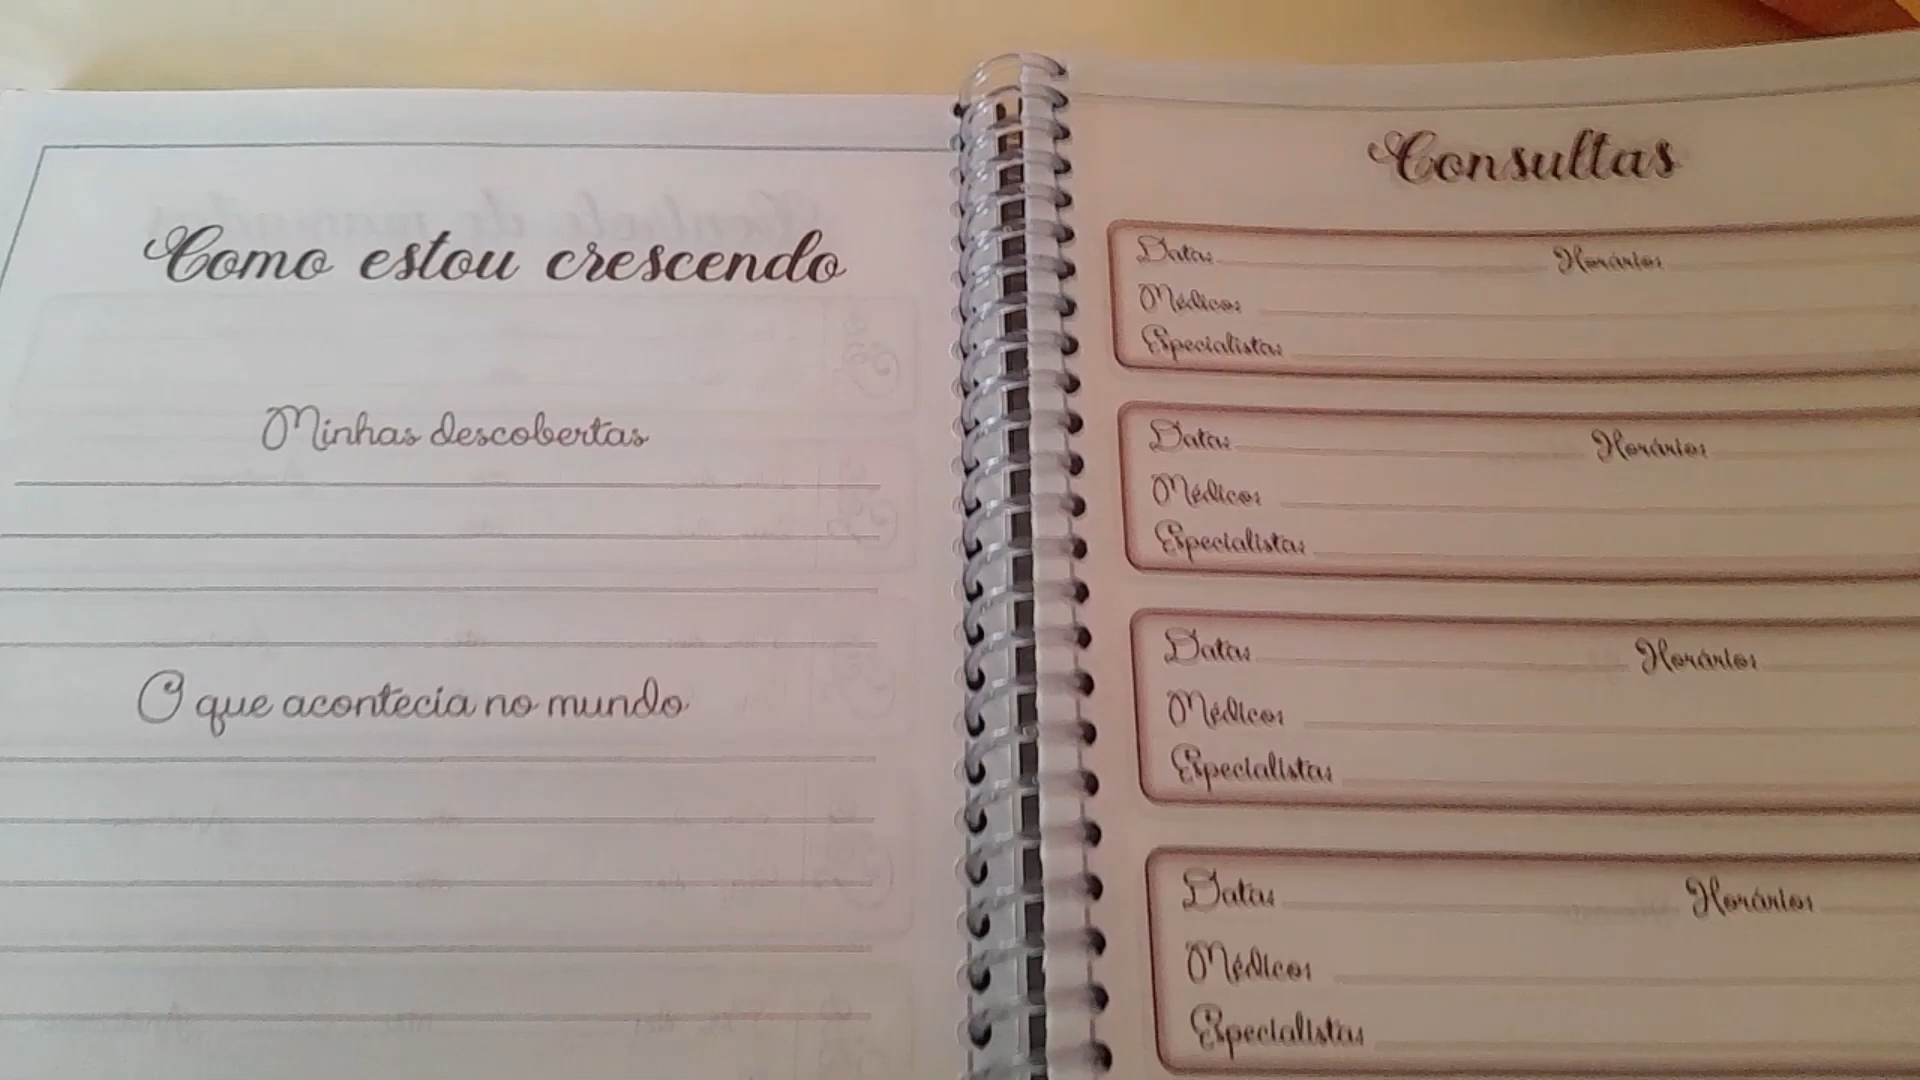 Como estou crescendo
Minhas descobertas
O que acontecia no mundo
Consultas
Datas Horários
Médicos
Especialistas
Datas Horários
Médicos
Especialistas
Datas Horários
Médicos
Especialistas
Datas Horários
Médicos
Especialistas